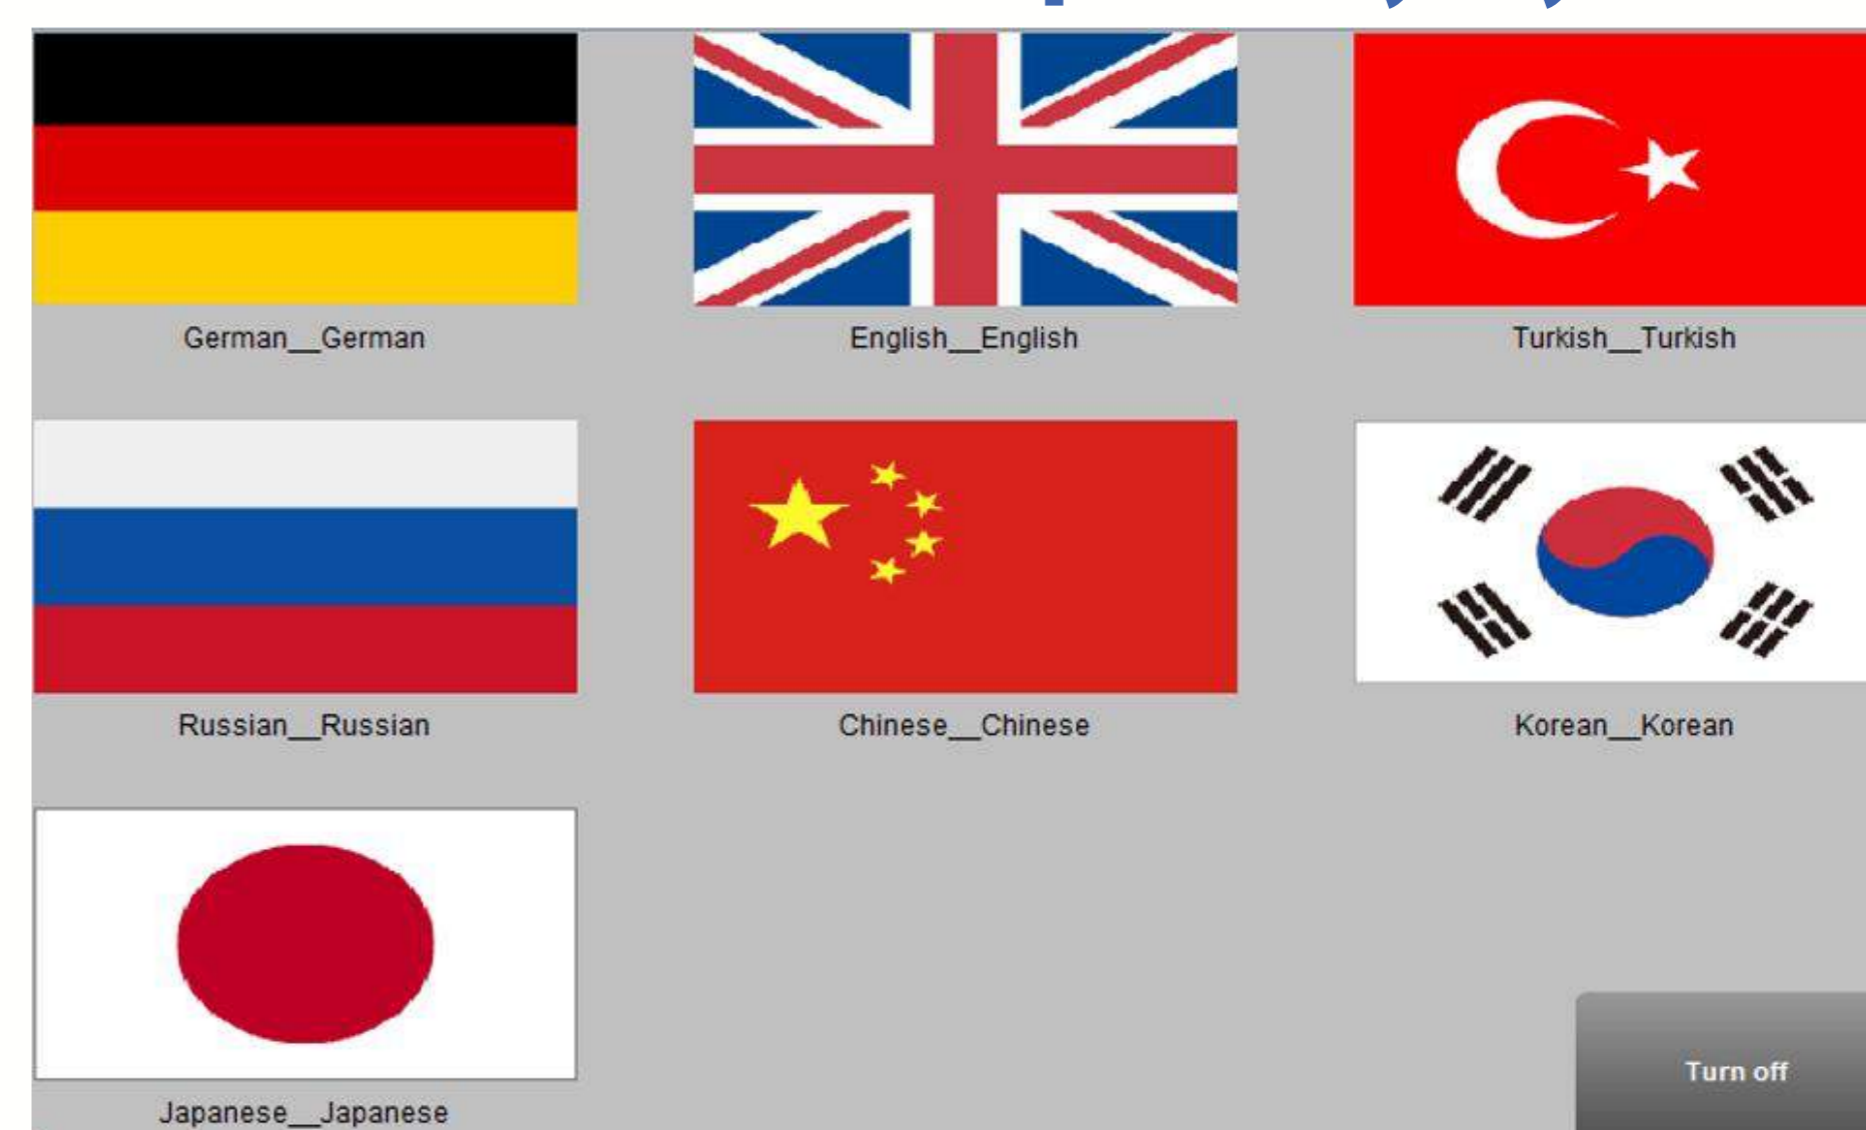 German__German
English__English
Turkish__Turkish
Russian__Russian
Chinese__Chinese
Korean__Korean
Japanese__Japanese
Turn off